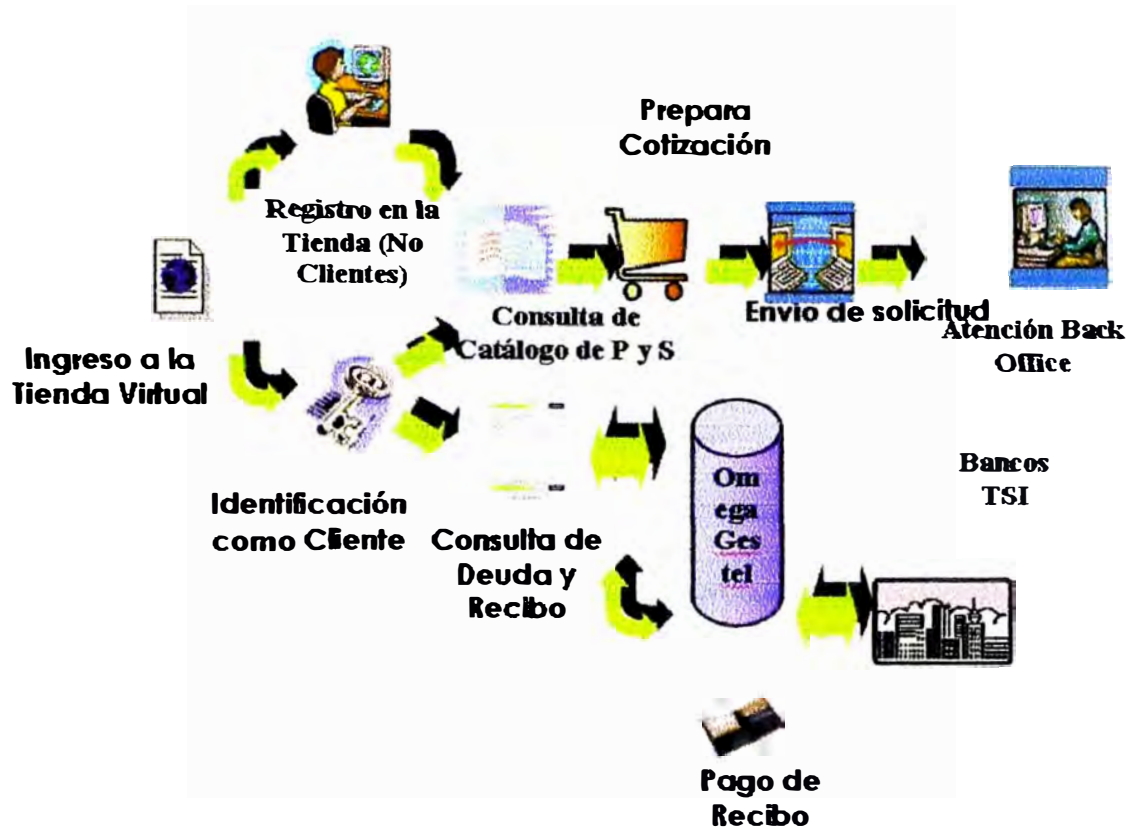 Prepara
Cotización
Registro en la
Tienda (No
Clientes)
Ingreso a la
Tienda Virtual
Consulta de
Catálogo de P y S
Envio de solicitud
Atención Back
Office
Identificación
como Cliente
Consulta de
Deuda y
Recibo
Om
ega
Ges
tel
Bancos
TSI
Pago de
Recibo